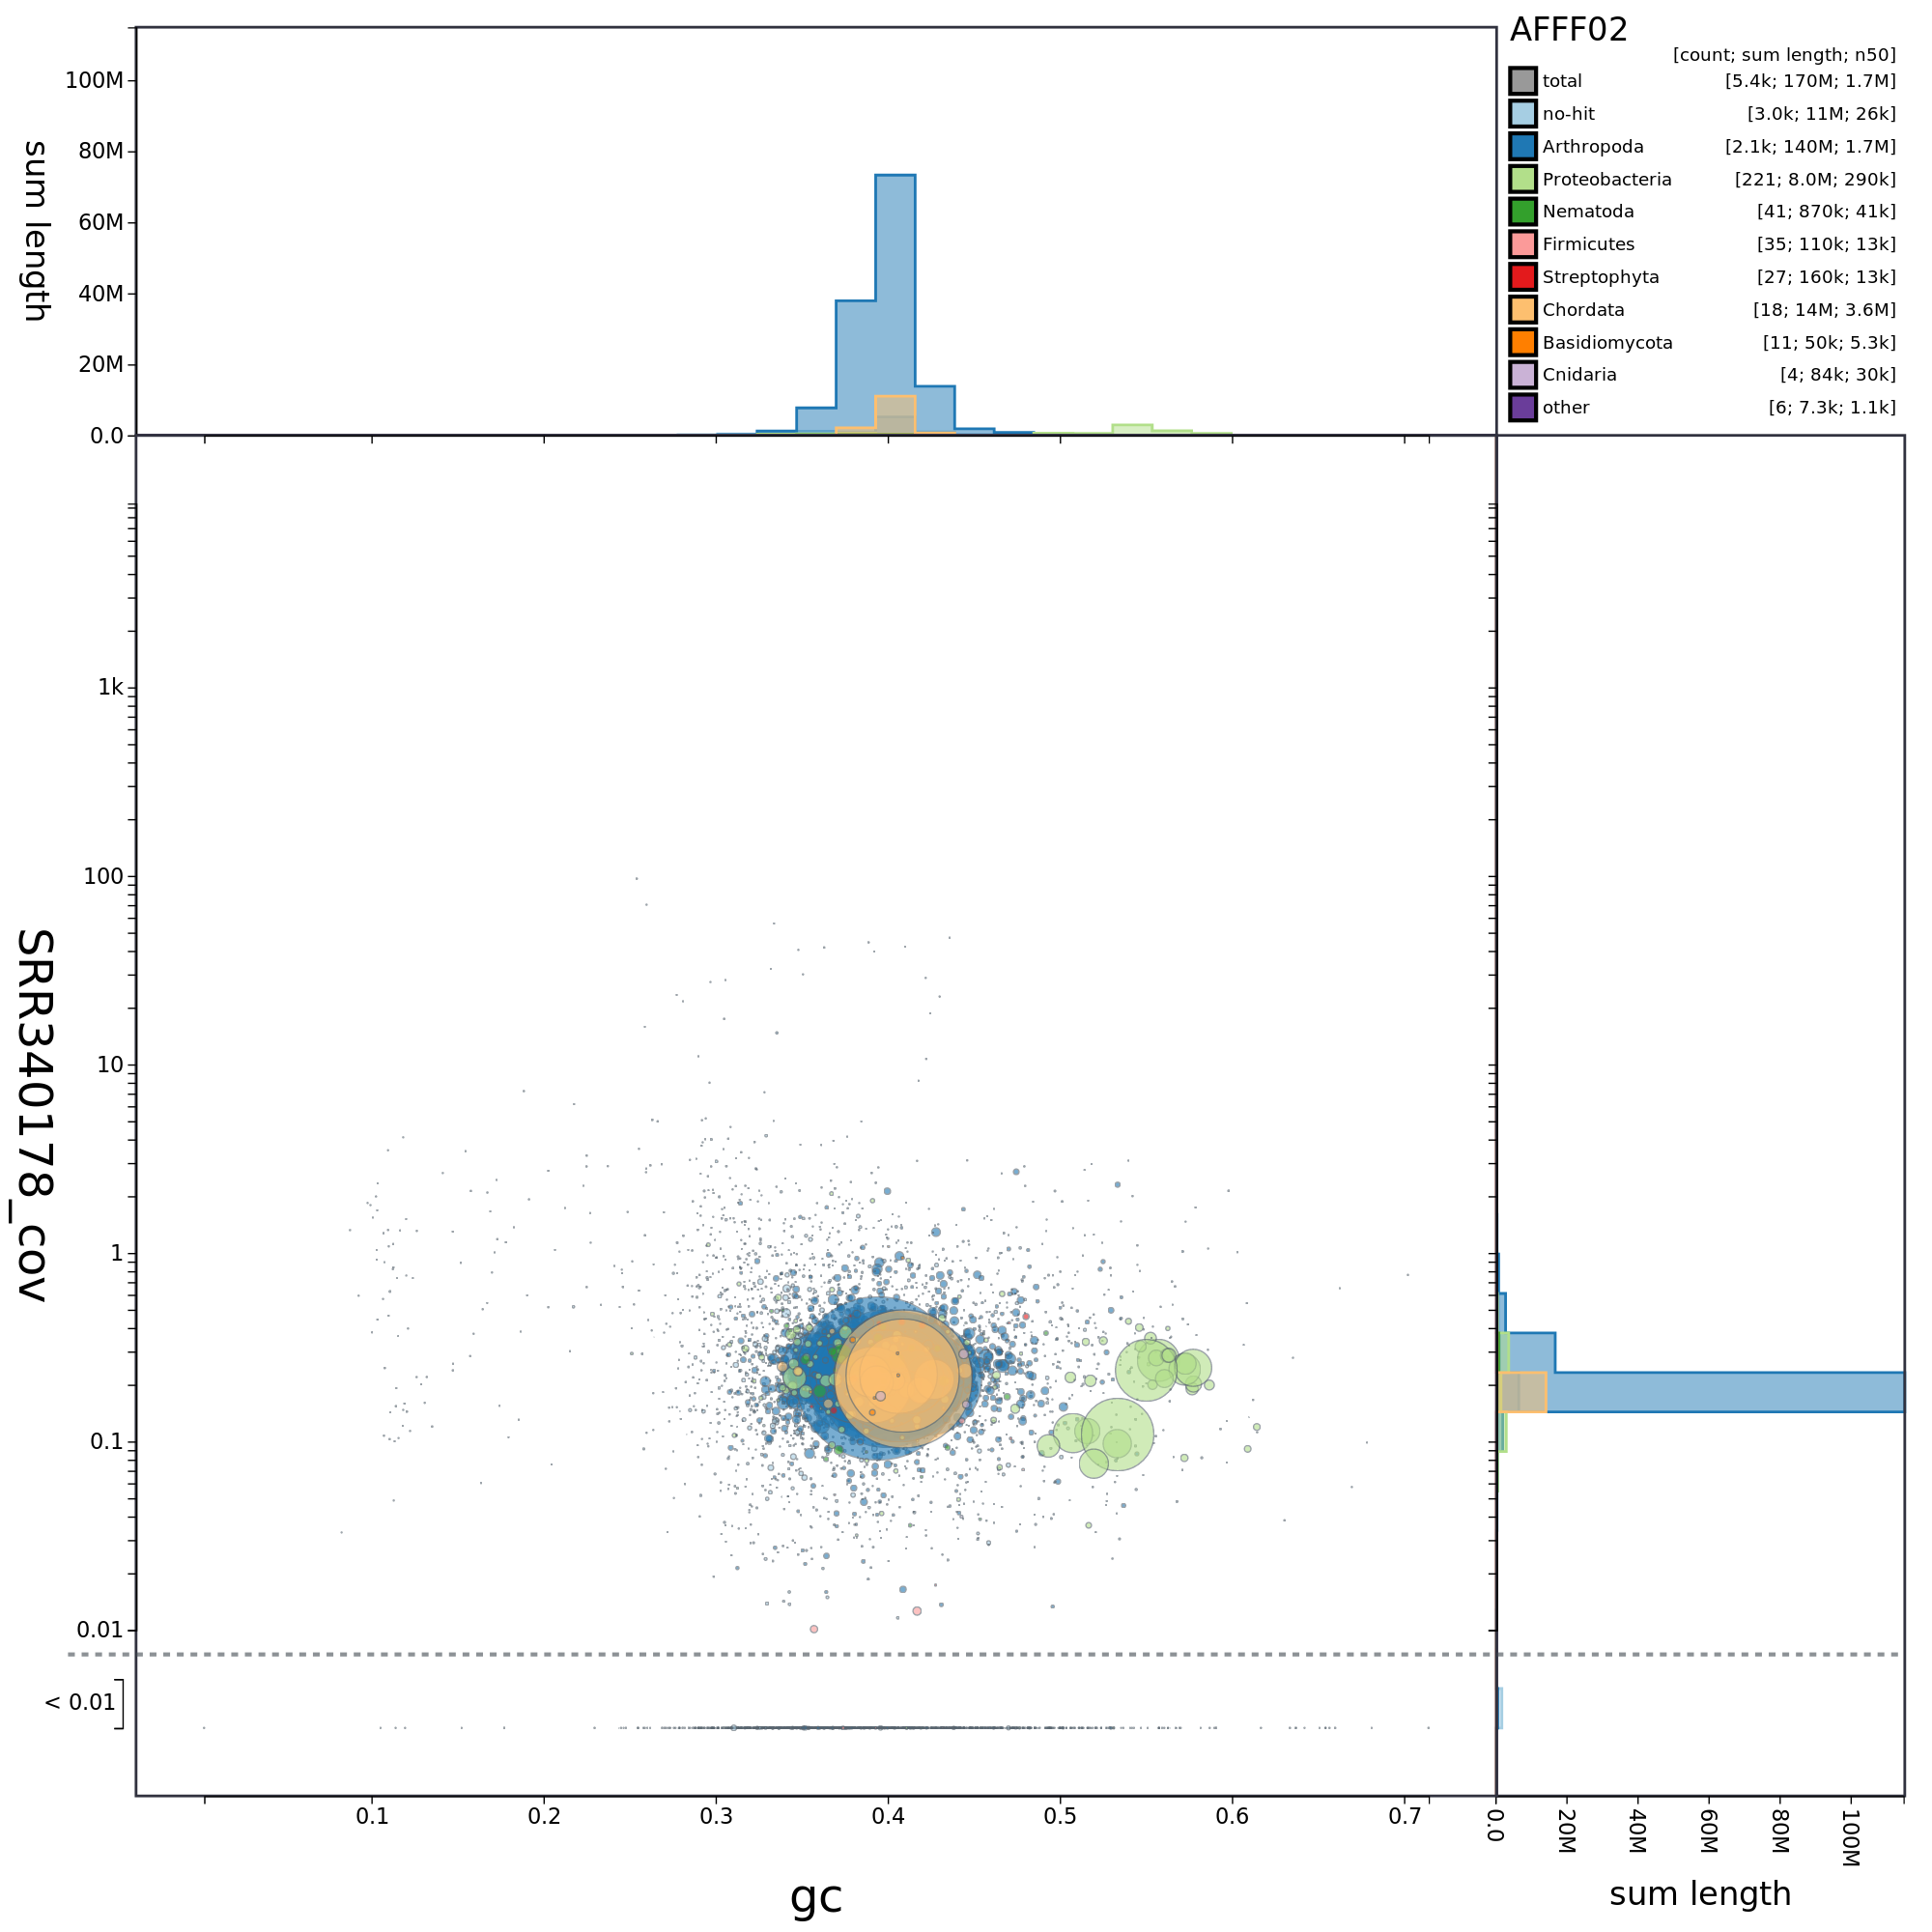 AFFF02
[count; sum length; n50]
total [5.4k; 170M; 1.7M]
no-hit [3.0k; 11M; 26k]
Arthropoda [2.1k; 140M; 1.7M]
Proteobacteria [221; 8.0M; 290k]
Nematoda [41; 870k; 41k]
Firmicutes [35; 110k; 13k]
Streptophyta [27; 160k; 13k]
Chordata [18; 14M; 3.6M]
Basidiomycota [11; 50k; 5.3k]
Cnidaria [4; 84k; 30k]
other [6; 7.3k; 1.1k]
sum length
100M
80M
60M
40M
20M
0.0
SRR340178_cov
1k
100
10
1
0.1
0.01
< 0.01
0.1 0.2 0.3 0.4 0.5 0.6 0.7
gc
0.0 20M 40M 60M 80M 100M
sum length